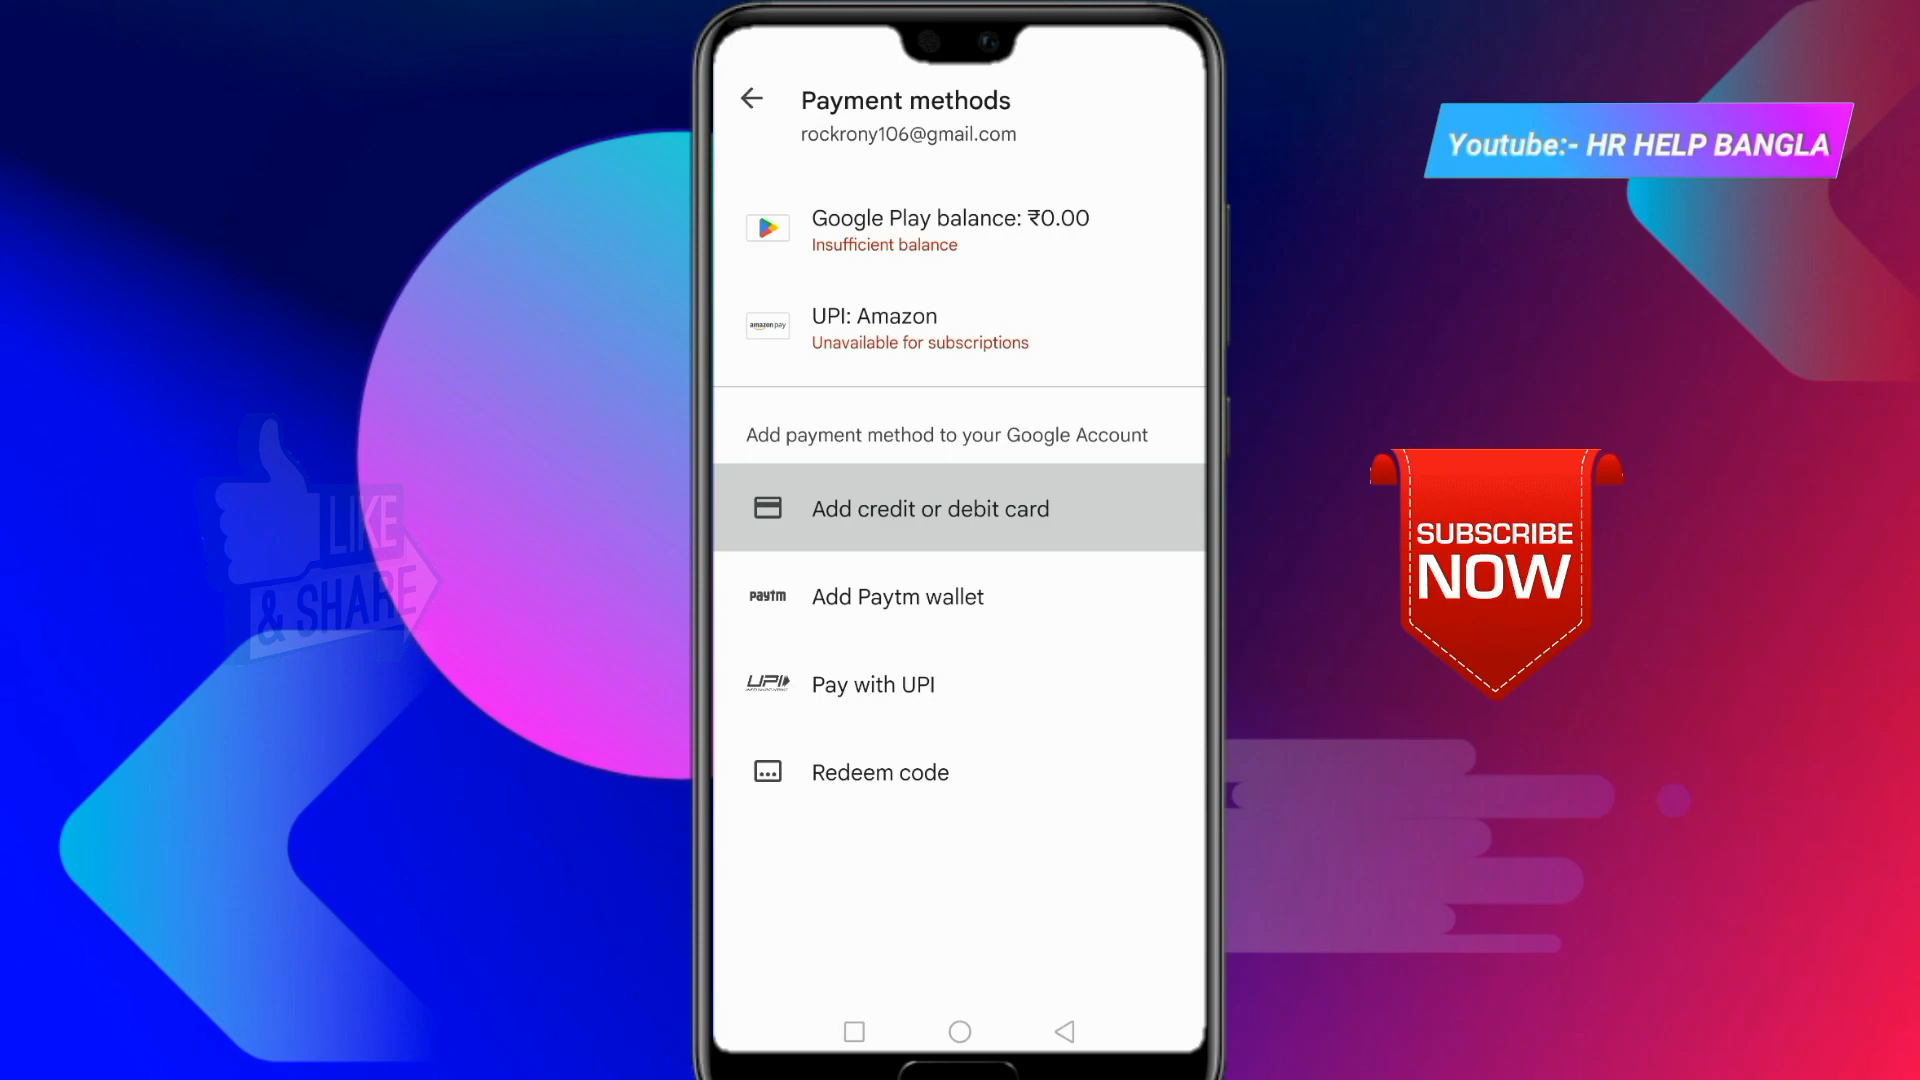 Payment methods
rockrony106@gmail.com
Google Play balance: ₹0.00
Insufficient balance
amazon pay
UPI: Amazon
Unavailable for subscriptions
Add payment method to your Google Account
Add credit or debit card
paytm
Add Paytm wallet
UPI
Pay with UPI
Redeem code
Youtube:- HR HELP BANGLA
SUBSCRIBE
NOW
LIKE
& SHARE